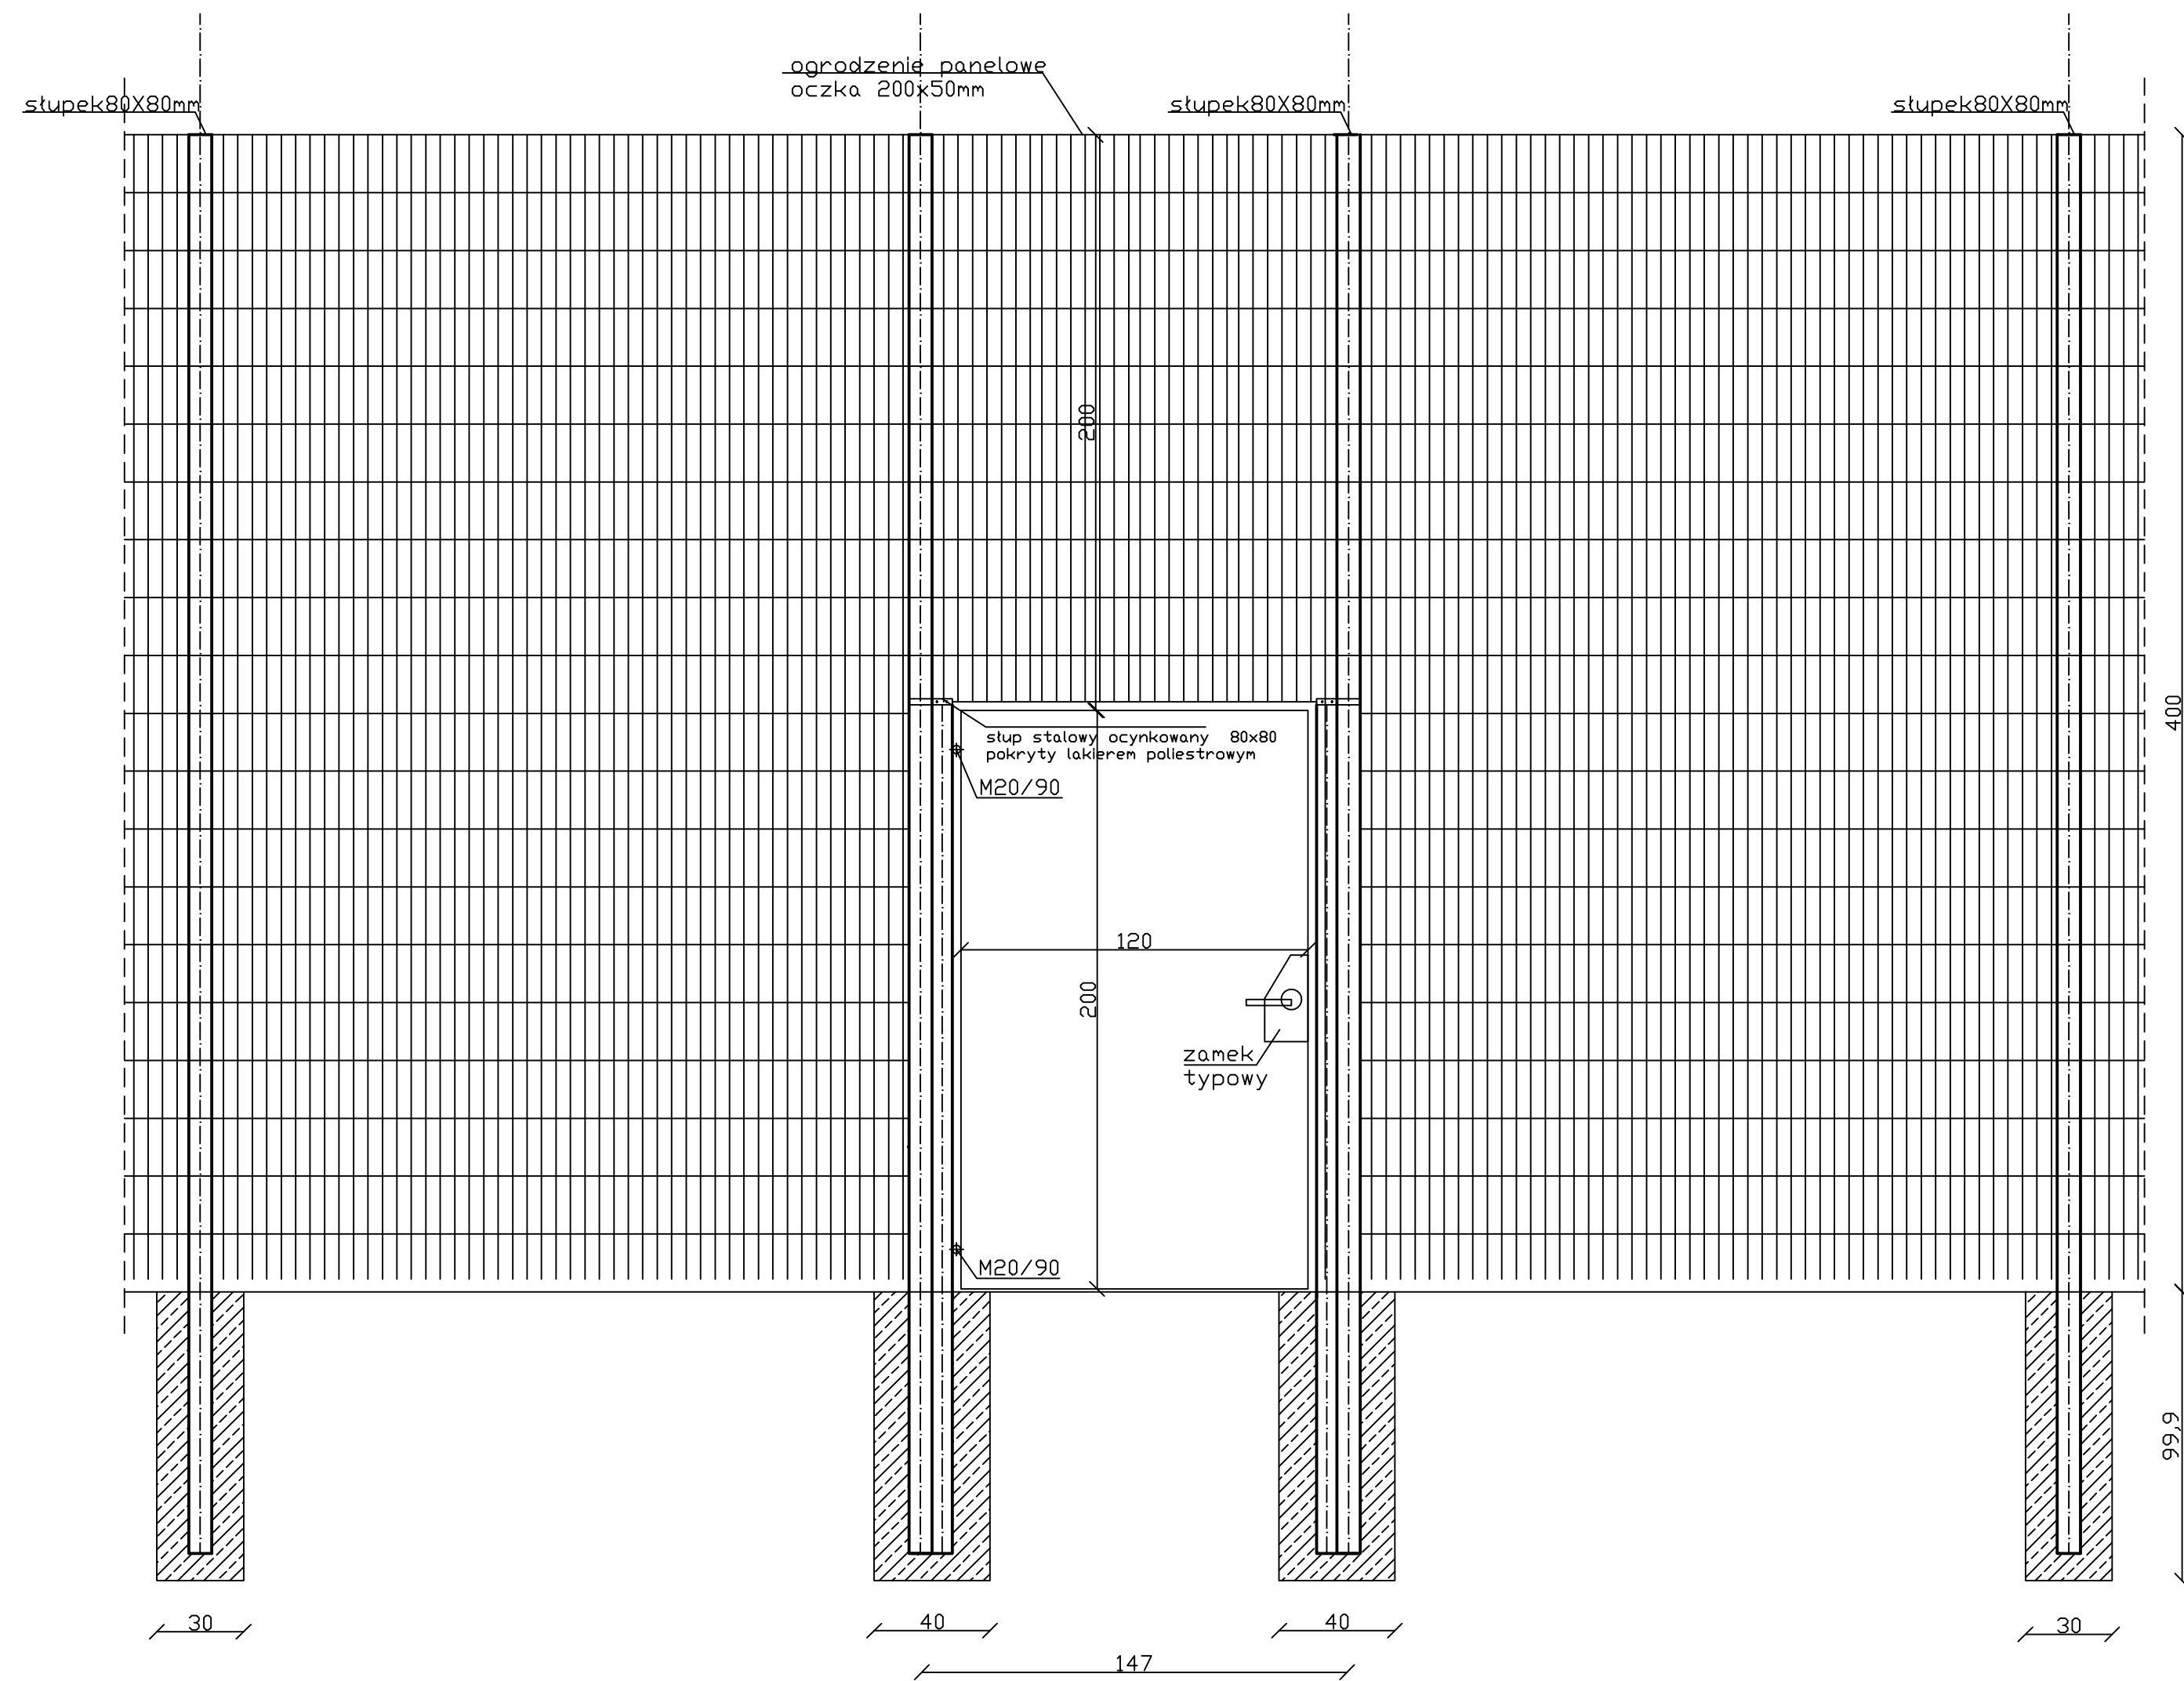 ogrodzenie panelowe
oczka 200x50mm
słupek80X80mm
słupek80X80mm
słupek80X80mm
200
400
słup stalowy ocynkowany 80x80
pokryty lakierem poliestrowym
M20/90
120
200
zamek
typowy
M20/90
99,9
30
40
40
30
147